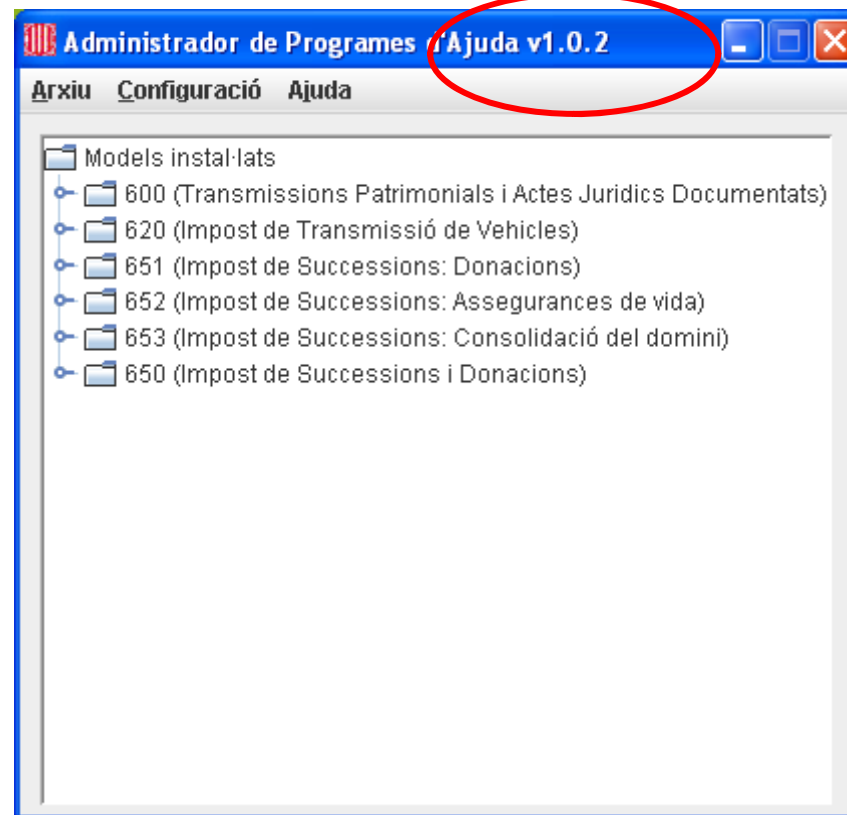 Administrador de Programes d'Ajuda v1.0.2
Arxiu Configuració Ajuda
Models instal·lats
600 (Transmissions Patrimonials i Actes Juridics Documentats)
620 (Impost de Transmissió de Vehicles)
651 (Impost de Successions: Donacions)
652 (Impost de Successions: Assegurances de vida)
653 (Impost de Successions: Consolidació del domini)
650 (Impost de Successions i Donacions)